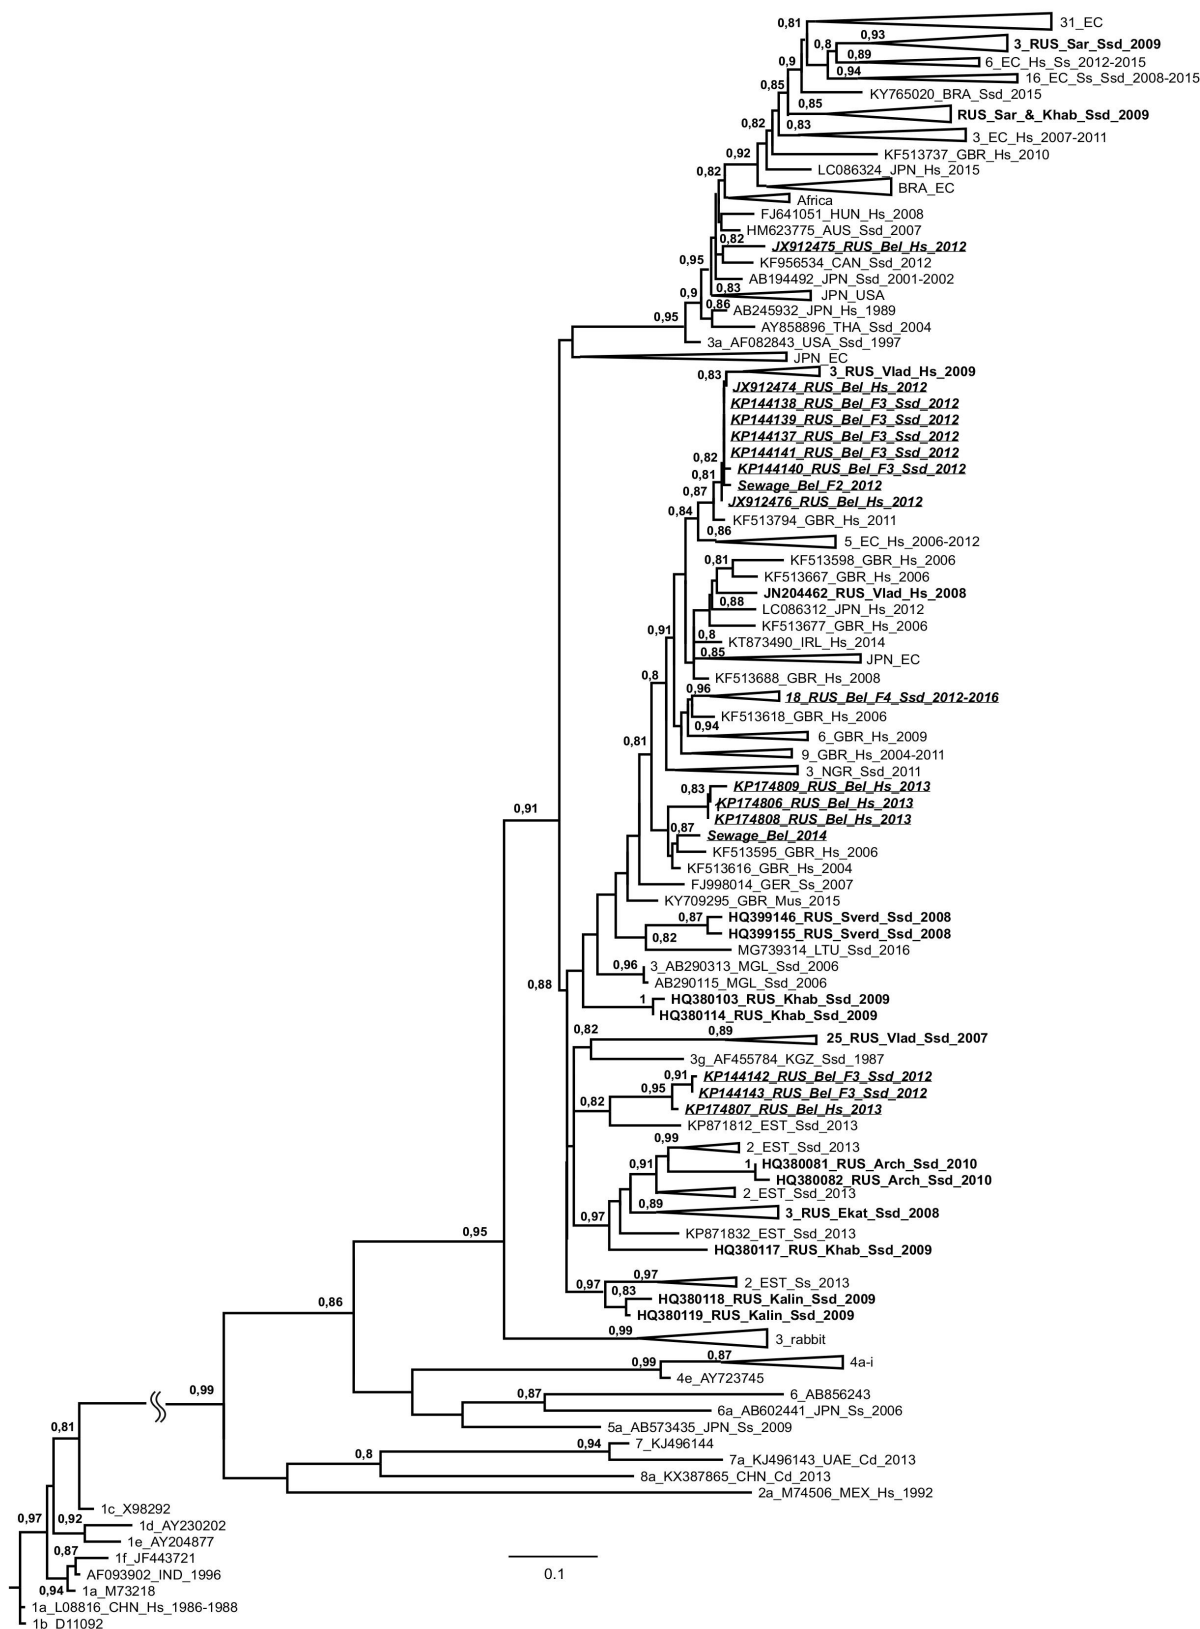 0,81
31_EC
0,93
0,8
3_RUS_Sar_Ssd_2009
0,89
6_EC_Hs_Ss_2012-2015
0,9
0,94
16_EC_Ss_Ssd_2008-2015
0,85
KY765020_BRA_Ssd_2015
0,85
RUS_Sar_&_Khab_Ssd_2009
0,82
0,83
3_EC_Hs_2007-2011
0,92
KF513737_GBR_Hs_2010
0,82
LC086324_JPN_Hs_2015
BRA_EC
Africa
FJ641051_HUN_Hs_2008
HM623775_AUS_Ssd_2007
0,82
JX912475_RUS_Bel_Hs_2012
0,95
KF956534_CAN_Ssd_2012
AB194492_JPN_Ssd_2001-2002
0,9
0,83
JPN_USA
0,86
AB245932_JPN_Hs_1989
0,95
AY858896_THA_Ssd_2004
3a_AF082843_USA_Ssd_1997
JPN_EC
0,83
3_RUS_Vlad_Hs_2009
JX912474_RUS_Bel_Hs_2012
KP144138_RUS_Bel_F3_Ssd_2012
KP144139_RUS_Bel_F3_Ssd_2012
KP144137_RUS_Bel_F3_Ssd_2012
KP144141_RUS_Bel_F3_Ssd_2012
0,82
KP144140_RUS_Bel_F3_Ssd_2012
0,81
Sewage_Bel_F2_2012
0,87
JX912476_RUS_Bel_Hs_2012
0,84
KF513794_GBR_Hs_2011
0,86
5_EC_Hs_2006-2012
0,81
KF513598_GBR_Hs_2006
KF513667_GBR_Hs_2006
JN204462_RUS_Vlad_Hs_2008
0,88
LC086312_JPN_Hs_2012
KF513677_GBR_Hs_2006
0,91
0,8
KT873490_IRL_Hs_2014
0,85
JPN_EC
0,8
KF513688_GBR_Hs_2008
0,96
18_RUS_Bel_F4_Ssd_2012-2016
KF513618_GBR_Hs_2006
0,94
6_GBR_Hs_2009
0,81
9_GBR_Hs_2004-2011
3_NGR_Ssd_2011
0,83
KP174809_RUS_Bel_Hs_2013
KP174806_RUS_Bel_Hs_2013
0,91
KP174808_RUS_Bel_Hs_2013
0,87
Sewage_Bel_2014
KF513595_GBR_Hs_2006
KF513616_GBR_Hs_2004
FJ998014_GER_Ss_2007
KY709295_GBR_Mus_2015
0,87
HQ399146_RUS_Sverd_Ssd_2008
HQ399155_RUS_Sverd_Ssd_2008
0,82
MG739314_LTU_Ssd_2016
0,96
3_AB290313_MGL_Ssd_2006
0,88
AB290115_MGL_Ssd_2006
1
HQ380103_RUS_Khab_Ssd_2009
HQ380114_RUS_Khab_Ssd_2009
0,82
0,89
25_RUS_Vlad_Ssd_2007
3g_AF455784_KGZ_Ssd_1987
0,91
KP144142_RUS_Bel_F3_Ssd_2012
0,95
KP144143_RUS_Bel_F3_Ssd_2012
0,82
KP174807_RUS_Bel_Hs_2013
KP871812_EST_Ssd_2013
0,99
2_EST_Ssd_2013
0,91
1
HQ380081_RUS_Arch_Ssd_2010
HQ380082_RUS_Arch_Ssd_2010
2_EST_Ssd_2013
0,89
3_RUS_Ekat_Ssd_2008
0,97
KP871832_EST_Ssd_2013
0,95
HQ380117_RUS_Khab_Ssd_2009
0,97
0,97
2_EST_Ss_2013
0,83
HQ380118_RUS_Kalin_Ssd_2009
0,86
HQ380119_RUS_Kalin_Ssd_2009
0,99
3_rabbit
0,87
0,99
4a-i
4e_AY723745
0,99
0,87
6_AB856243
6a_AB602441_JPN_Ss_2006
0,81
5a_AB573435_JPN_Ss_2009
0,94
7_KJ496144
0,8
7a_KJ496143_UAE_Cd_2013
8a_KX387865_CHN_Cd_2013
2a_M74506_MEX_Hs_1992
1c_X98292
0,97
0,92
1d_AY230202
1e_AY204877
0,87
1f_JF443721
AF093902_IND_1996
0,94
1a_M73218
1a_L08816_CHN_Hs_1986-1988
1b_D11092
0.1